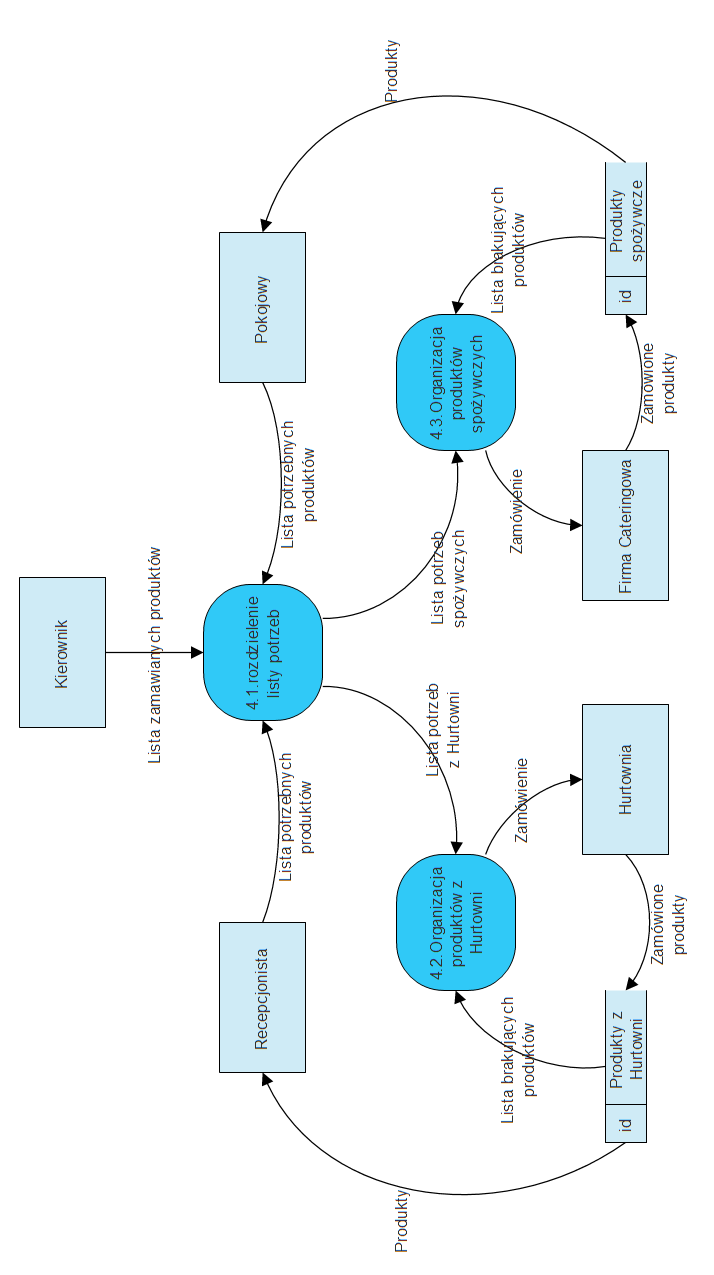 Kierownik
Lista zamawianych produktów
Recepcjonista
Lista potrzebnych
produktów
4.1.rozdzielenie
listy potrzeb
Lista potrzebnych
produktów
Pokojowy
Produkty
Lista brakujących
produktów
4.2.Organizacja
produktów z
Hurtowni
Lista potrzeb
z Hurtowni
Lista potrzeb
spożywczych
4.3.Organizacja
produktów
spożywczych
Lista brakujących
produktów
Produkty
Zamówienie
Zamówienie
id
Produkty z
Hurtowni
Zamówione
produkty
Hurtownia
Firma Cateringowa
Zamówione
produkty
id
Produkty
spożywcze